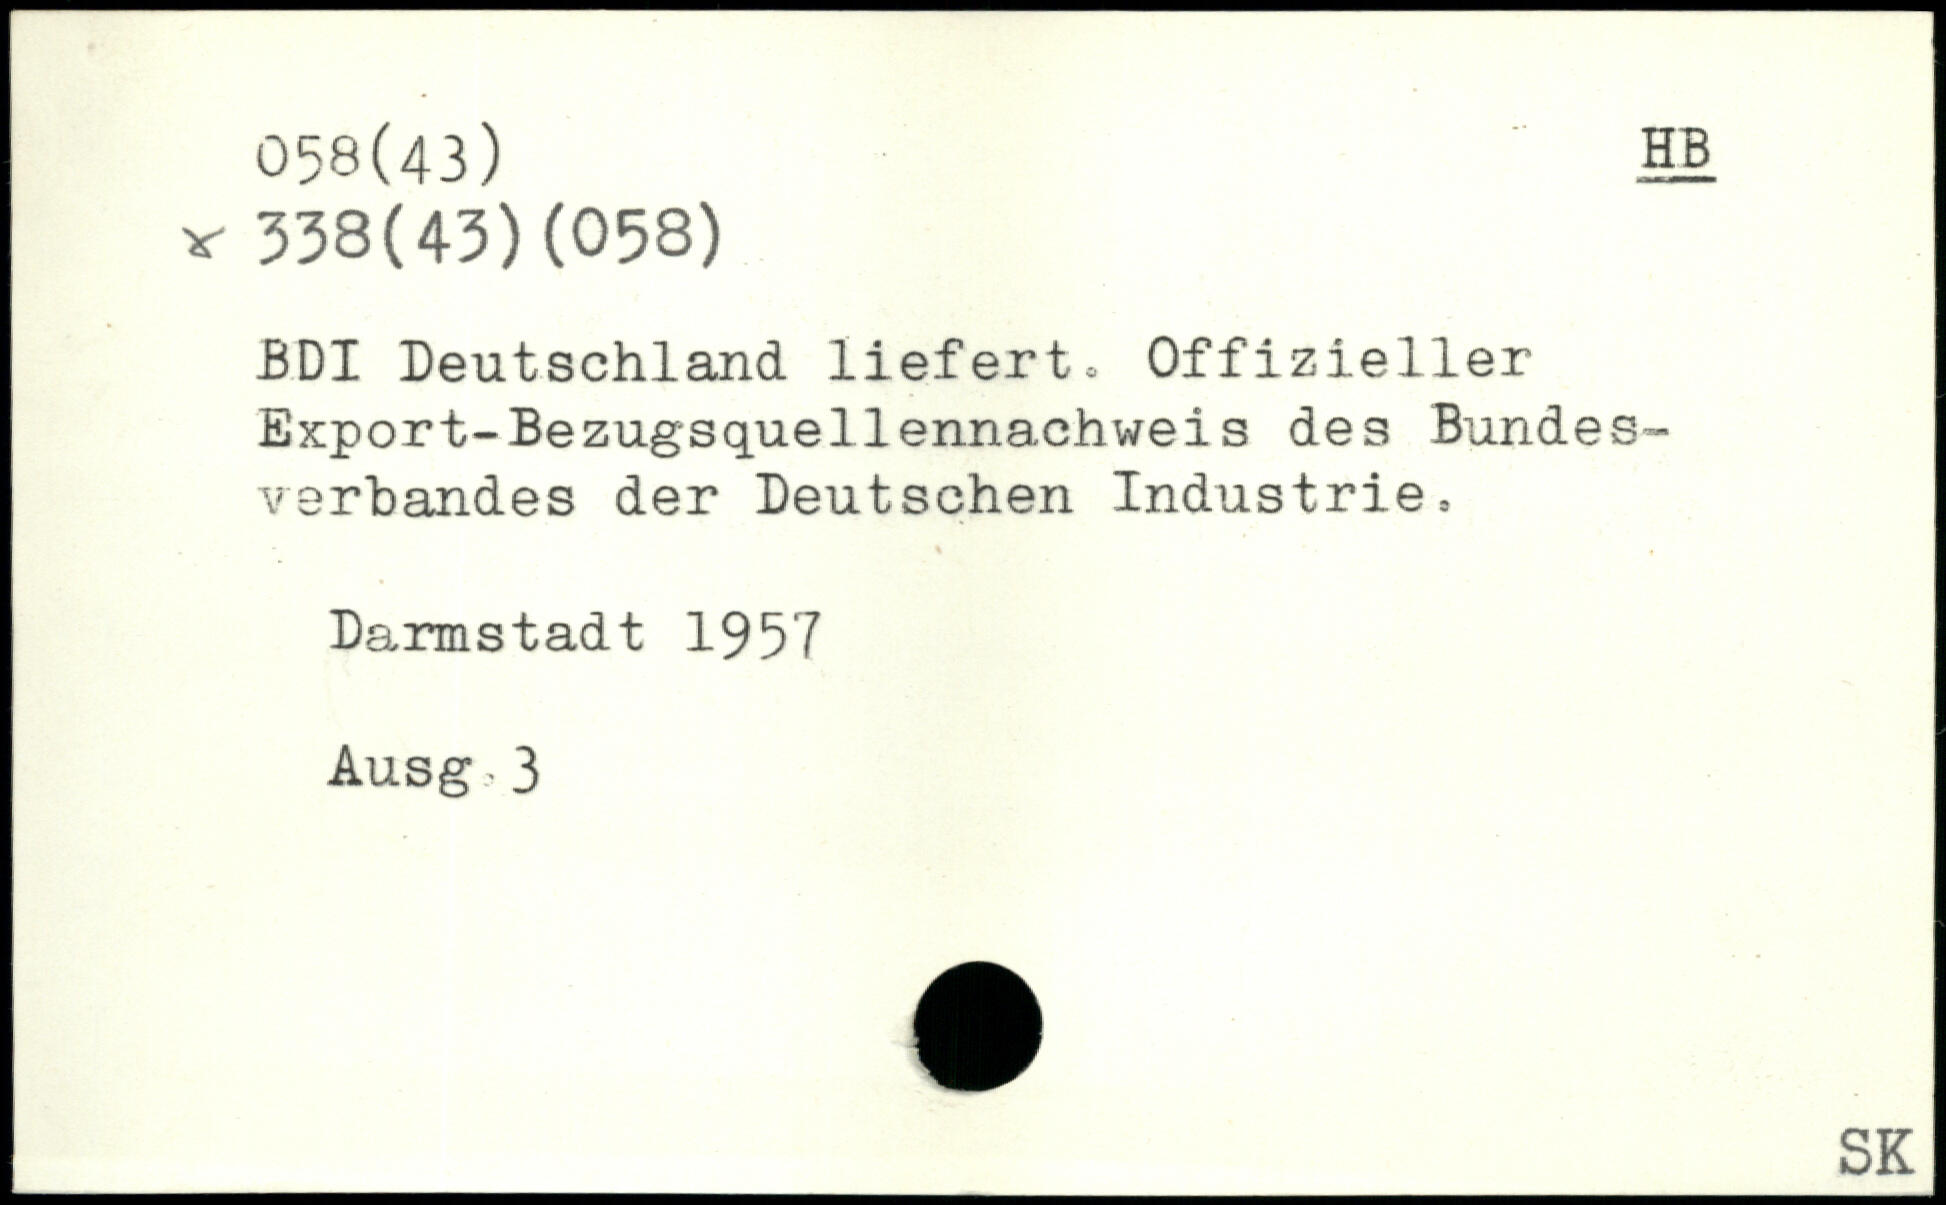 058(43) HB
x 338(43)(058)
BDI Deutschland liefert. Offizieller
Export-Bezugsquellennachweis des Bundes-
verbandes der Deutschen Industrie.
Darmstadt 1957
Ausg. 3
SK